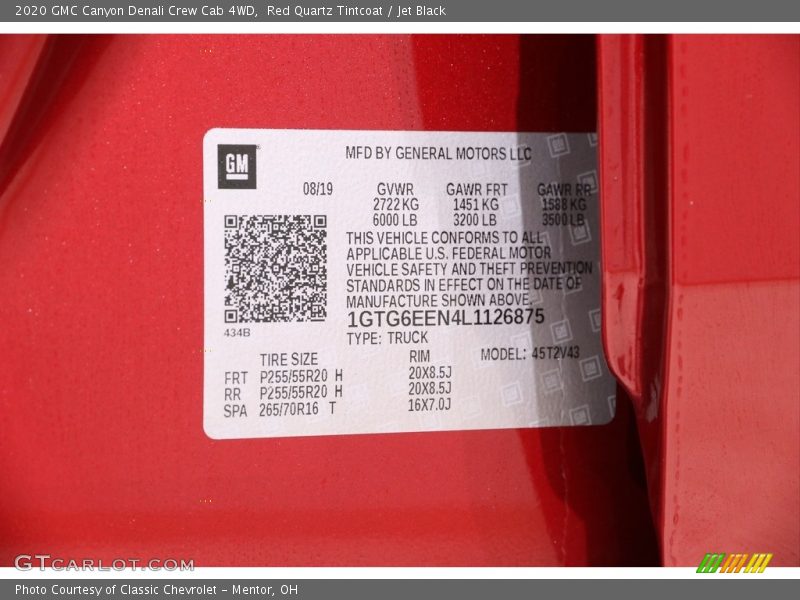 2020 GMC Canyon Denali Crew Cab 4WD, Red Quartz Tintcoat / Jet Black
GM
MFD BY GENERAL MOTORS LLC
08/19 GVWR GAWR FRT GAWR RR
2722 KG 1451 KG 1588 KG
6000 LB 3200 LB 3500 LB
THIS VEHICLE CONFORMS TO ALL
APPLICABLE U.S. FEDERAL MOTOR
VEHICLE SAFETY AND THEFT PREVENTION
STANDARDS IN EFFECT ON THE DATE OF
MANUFACTURE SHOWN ABOVE.
1GTG6EEN4L1126875
434B
TYPE: TRUCK
TIRE SIZE RIM MODEL: 45T2V43
FRT P255/55R20 H 20X8.5J
RR P255/55R20 H 20X8.5J
SPA 265/70R16 T 16X7.0J
GTCARLOT.COM
Photo Courtesy of Classic Chevrolet - Mentor, OH